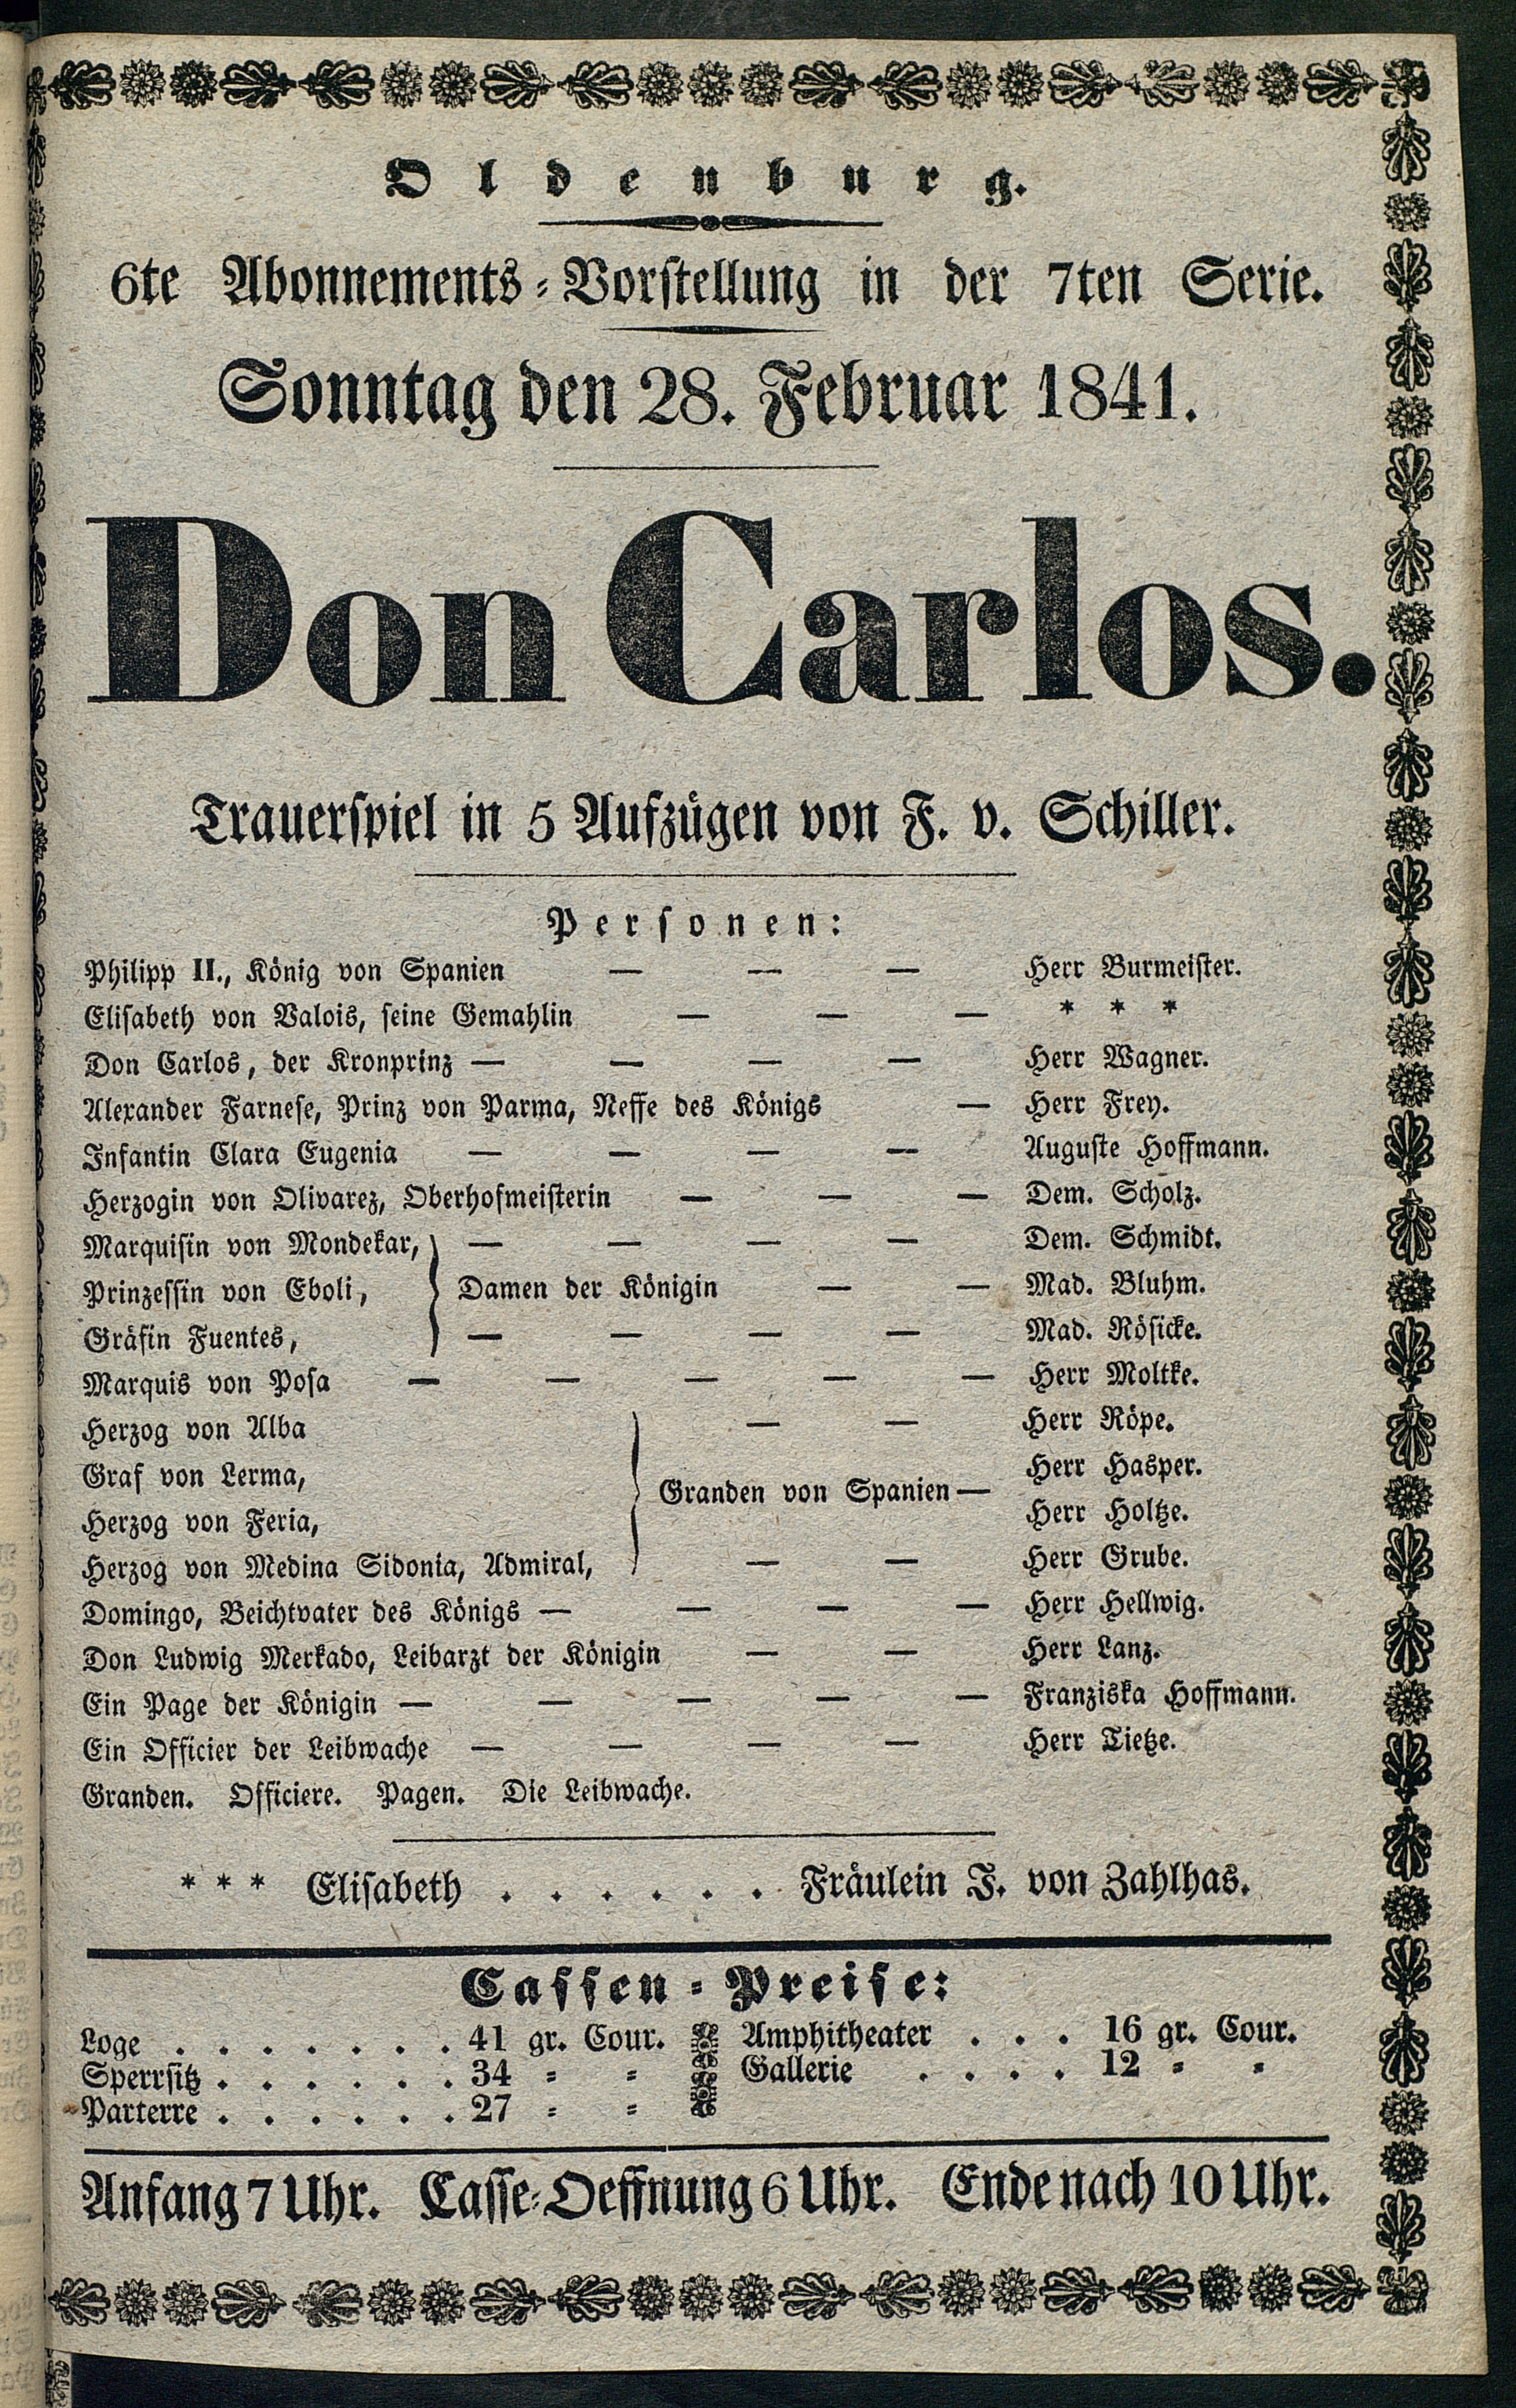 Oldenburg.
6te Abonnements-Vorstellung in der 7ten Serie.
Sonntag den 28. Februar 1841.
Don Carlos.
Trauerspiel in 5 Aufzügen von F. v. Schiller.
Personen:
Philipp II., König von Spanien — — — Herr Burmeister.
Elisabeth von Valois, seine Gemahlin — — — * * *
Don Carlos, der Kronprinz — — — — Herr Wagner.
Alexander Farnese, Prinz von Parma, Neffe des Königs — Herr Frey.
Infantin Clara Eugenia — — — — Auguste Hoffmann.
Herzogin von Olivarez, Oberhofmeisterin — — — Dem. Scholz.
Marquisin von Mondekar, — — — — Dem. Schmidt.
Prinzessin von Eboli, } Damen der Königin — — Mad. Bluhm.
Gräfin Fuentes, — — — — Mad. Rösicke.
Marquis von Posa — — — — — Herr Moltke.
Herzog von Alba — — Herr Röpe.
Graf von Lerma, Herr Hasper.
} Granden von Spanien —
Herzog von Feria, Herr Holtze.
Herzog von Medina Sidonia, Admiral, — — Herr Grube.
Domingo, Beichtvater des Königs — — — — Herr Hellwig.
Don Ludwig Merkado, Leibarzt der Königin — — Herr Lanz.
Ein Page der Königin — — — — — Franziska Hoffmann.
Ein Officier der Leibwache — — — — Herr Tietze.
Granden. Officiere. Pagen. Die Leibwache.
* * * Elisabeth . . . . . . Fräulein J. von Zahlhas.
Cassen-Preise:
Loge . . . . . . . 41 gr. Cour. Amphitheater . . . 16 gr. Cour.
Sperrsitz . . . . . . 34 = = Gallerie . . . . 12 = =
Parterre . . . . . . 27 = =
Anfang 7 Uhr. Casse-Oeffnung 6 Uhr. Ende nach 10 Uhr.